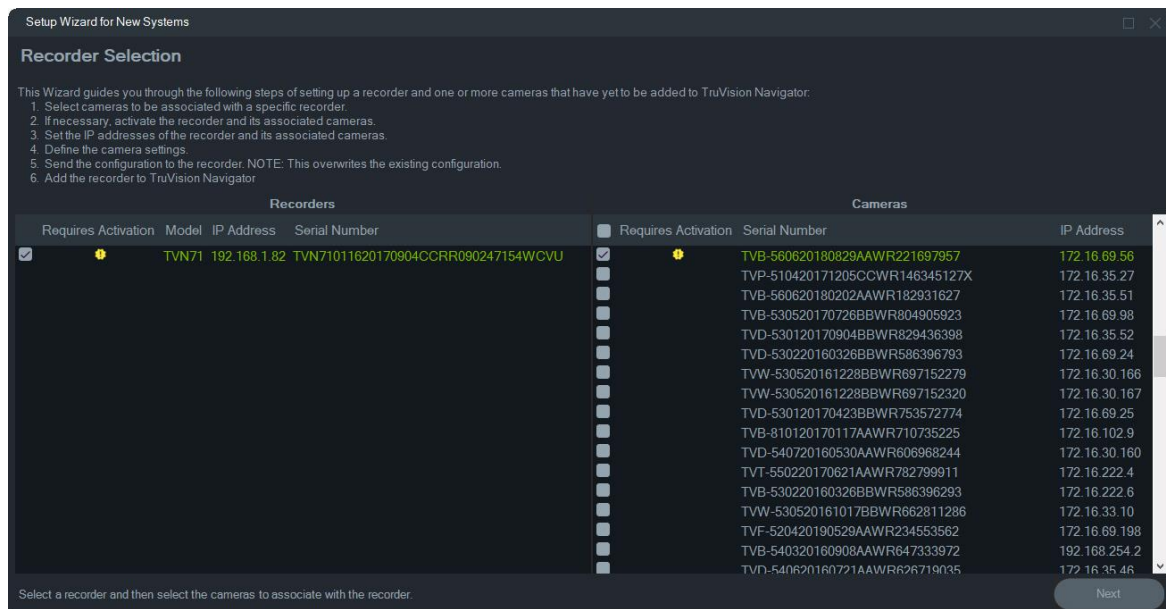 Setup Wizard for New Systems
Recorder Selection
This Wizard guides you through the following steps of setting up a recorder and one or more cameras that have yet to be added to TruVision Navigator:
1. Select cameras to be associated with a specific recorder.
2. If necessary, activate the recorder and its associated cameras.
3. Set the IP addresses of the recorder and its associated cameras.
4. Define the camera settings.
5. Send the configuration to the recorder. NOTE: This overwrites the existing configuration.
6. Add the recorder to TruVision Navigator
Recorders
Requires Activation Model IP Address Serial Number
TVN71 192.168.1.82 TVN71011620170904CCRR090247154WCVU
Cameras
Requires Activation Serial Number IP Address
TVB-560620180829AAWR221697957 172.16.69.56
TVP-510420171205CCWR146345127X 172.16.35.27
TVB-560620180202AAWR182931627 172.16.35.51
TVB-530520170726BBWR804905923 172.16.69.98
TVD-530120170904BBWR829436398 172.16.35.52
TVD-530220160326BBWR586396793 172.16.69.24
TVW-530520161228BBWR697152279 172.16.30.166
TVW-530520161228BBWR697152320 172.16.30.167
TVD-530120170423BBWR753572774 172.16.69.25
TVB-810120170117AAWR710735225 172.16.102.9
TVD-540720160530AAWR606968244 172.16.30.160
TVT-550220170621AAWR782799911 172.16.222.4
TVB-530220160326BBWR586396293 172.16.222.6
TVW-530520161017BBWR662811286 172.16.33.10
TVF-520420190529AAWR234553562 172.16.69.198
TVB-540320160908AAWR647333972 192.168.254.2
TVD-540620160721AAWR626719035 172.16.35.46
Select a recorder and then select the cameras to associate with the recorder.
Next